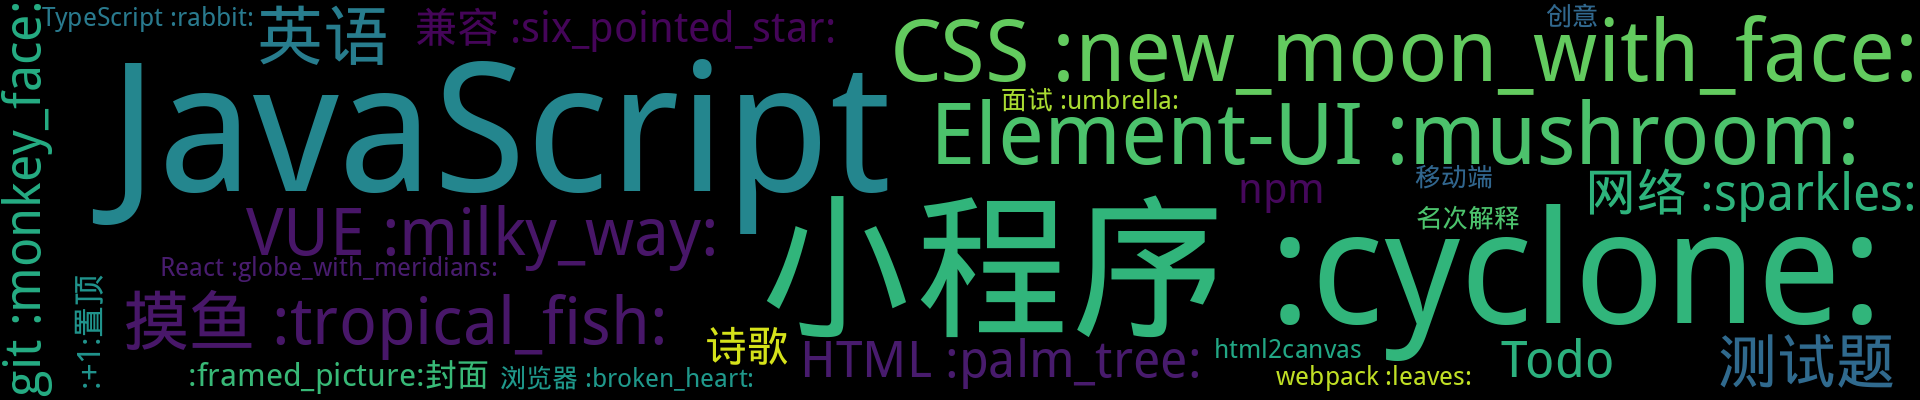 TypeScript :rabbit:
英语
兼容 :six_pointed_star:
创意
CSS :new_moon_with_face:
git :monkey_face:
JavaScript
面试 :umbrella:
Element-UI :mushroom:
npm
移动端
网络 :sparkles:
名次解释
VUE :milky_way:
小程序 :cyclone:
React :globe_with_meridians:
:+1:置顶
摸鱼 :tropical_fish:
诗歌
HTML :palm_tree:
html2canvas
Todo
测试题
:framed_picture:封面
浏览器 :broken_heart:
webpack :leaves: